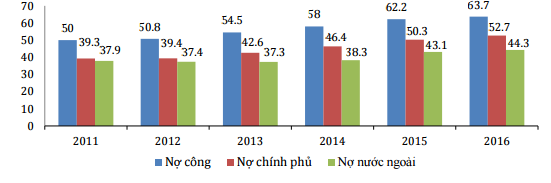 70
60
50
40
30
20
10
0
50 39.3 37.9
50.8 39.4 37.4
54.5 42.6 37.3
58 46.4 38.3
62.2 50.3 43.1
63.7 52.7 44.3
2011 2012 2013 2014 2015 2016
Nợ công Nợ chính phủ Nợ nước ngoài